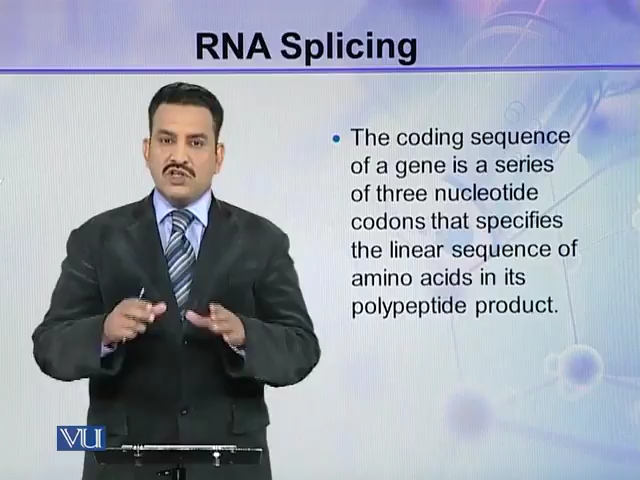 RNA Splicing
• The coding sequence
of a gene is a series
of three nucleotide
codons that specifies
the linear sequence of
amino acids in its
polypeptide product.
VU